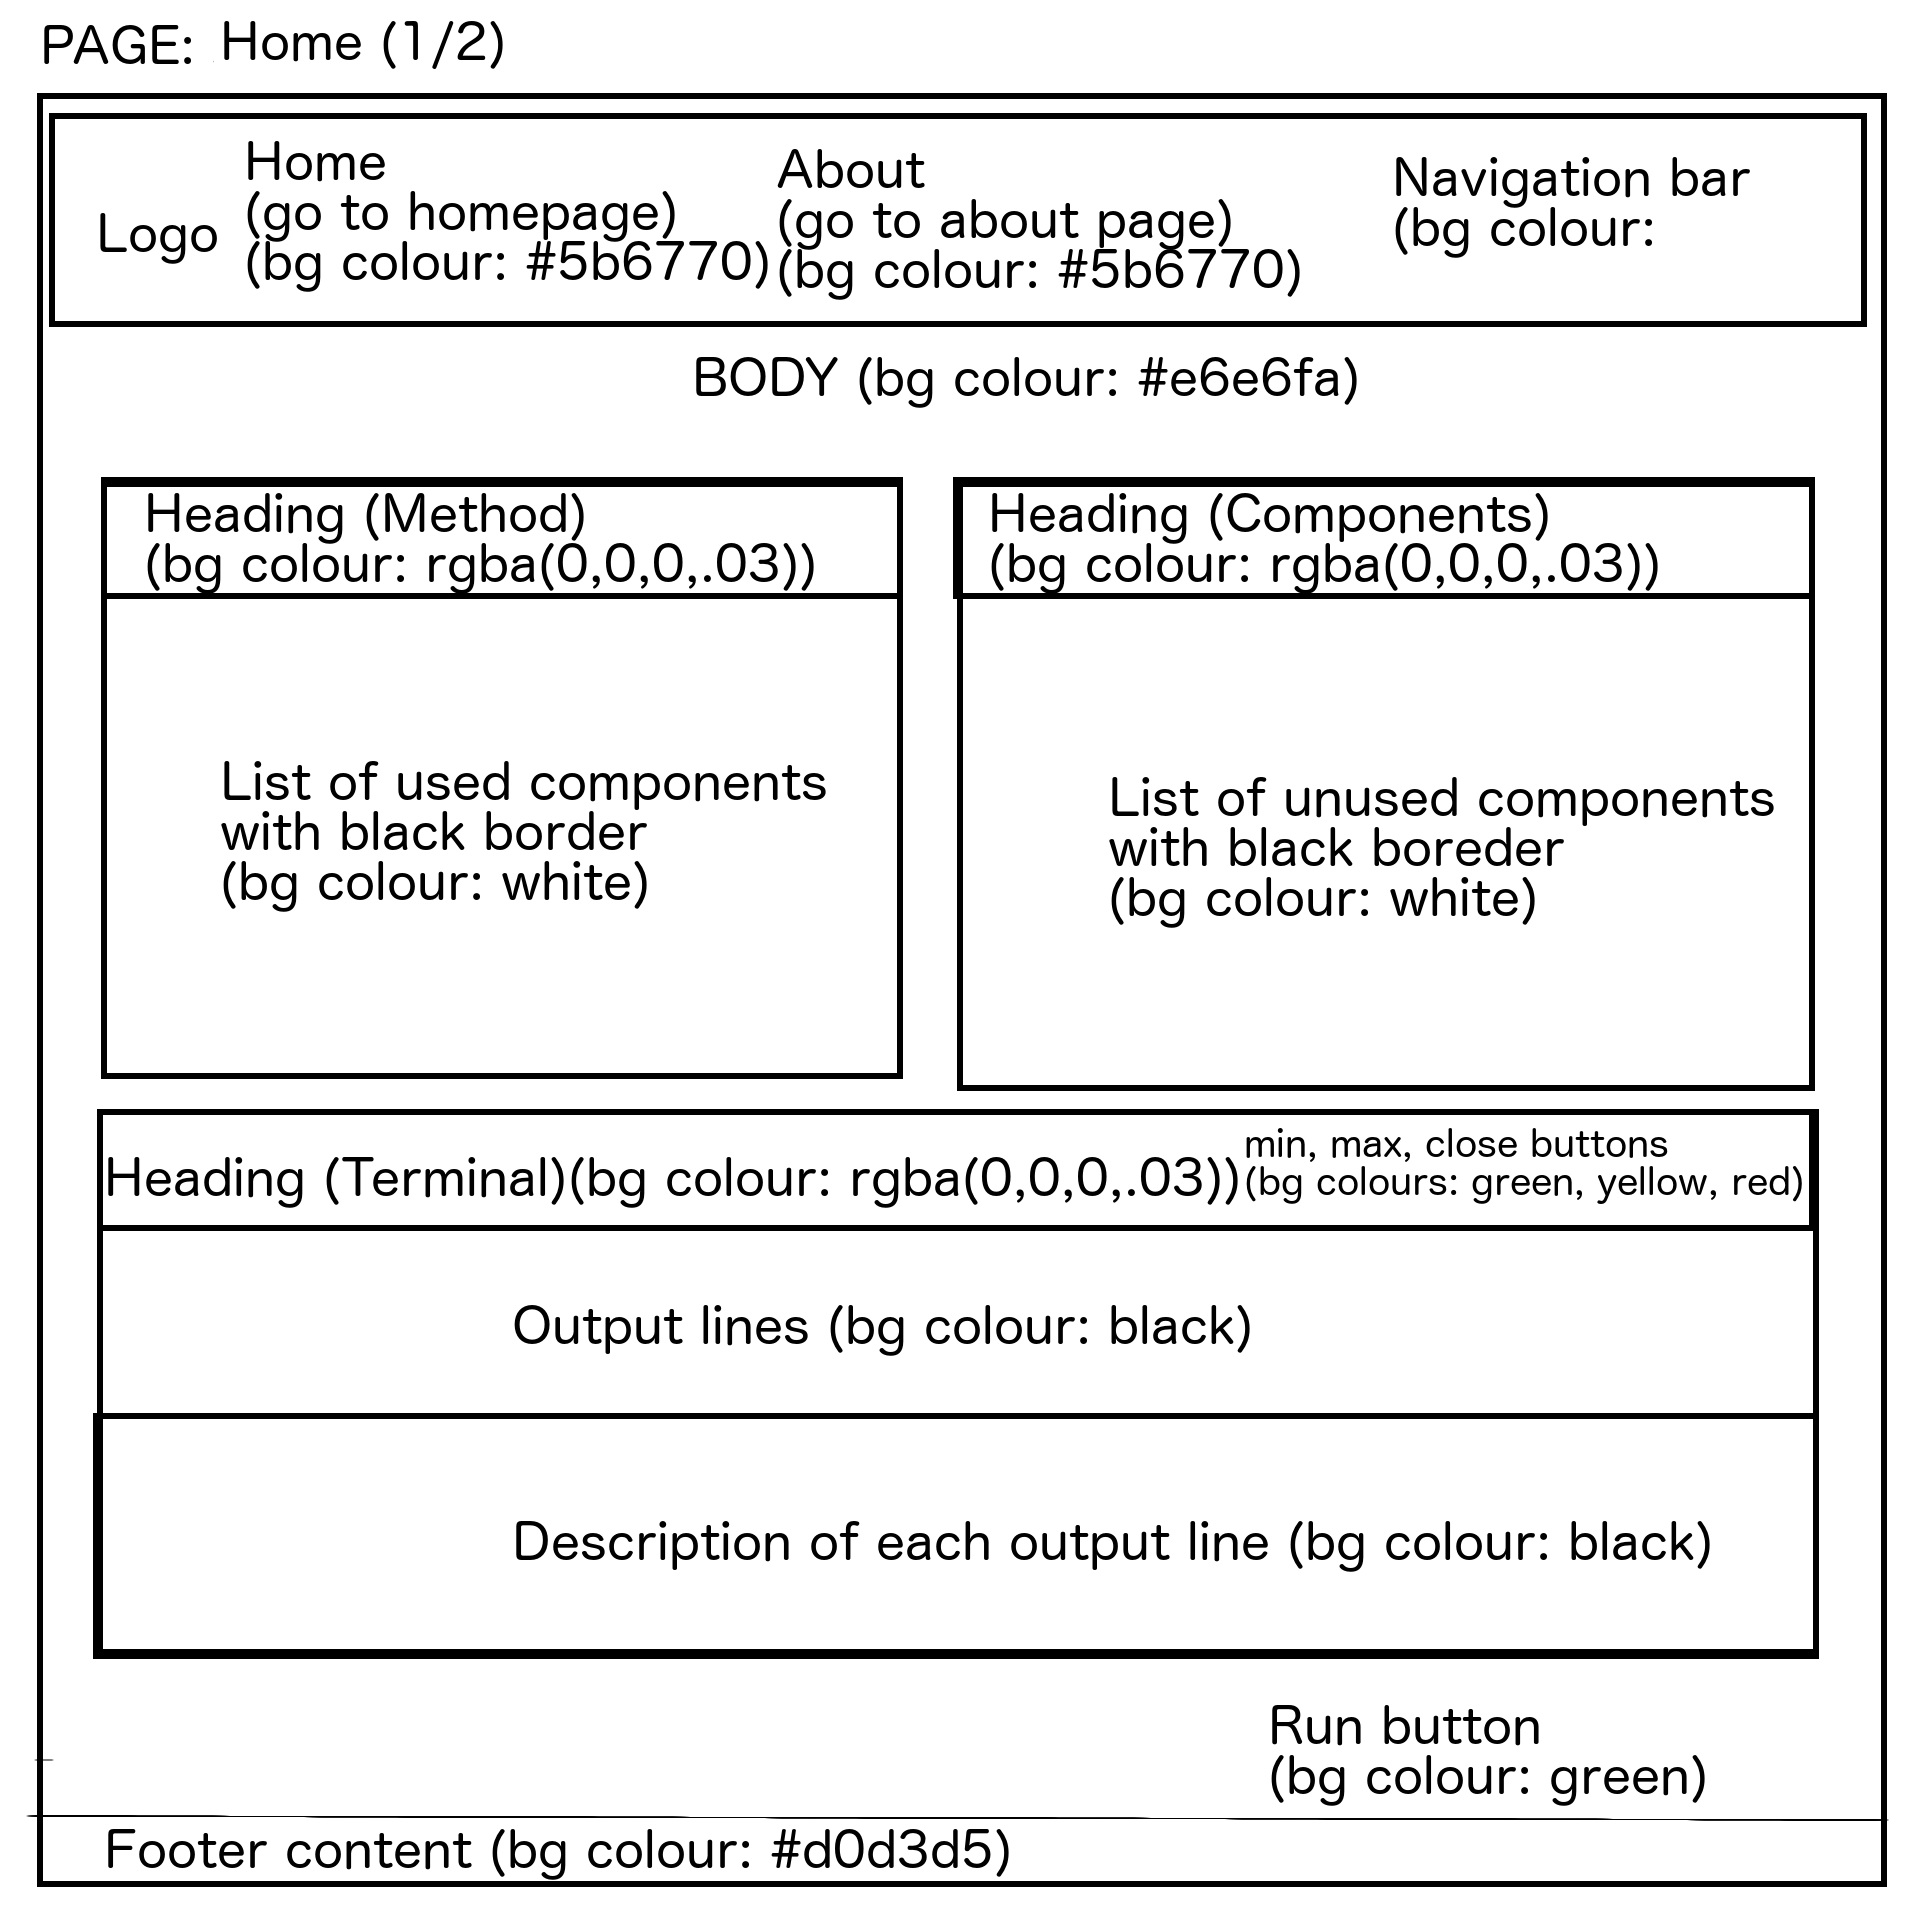 PAGE: Home (1/2)
Logo
Home
(go to homepage)
(bg colour: #5b6770)
About
(go to about page)
(bg colour: #5b6770)
Navigation bar
(bg colour:
BODY (bg colour: #e6e6fa)
Heading (Method)
(bg colour: rgba(0,0,0,.03))
List of used components
with black border
(bg colour: white)
Heading (Components)
(bg colour: rgba(0,0,0,.03))
List of unused components
with black boreder
(bg colour: white)
Heading (Terminal)(bg colour: rgba(0,0,0,.03))
min, max, close buttons
(bg colours: green, yellow, red)
Output lines (bg colour: black)
Description of each output line (bg colour: black)
Run button
(bg colour: green)
Footer content (bg colour: #d0d3d5)